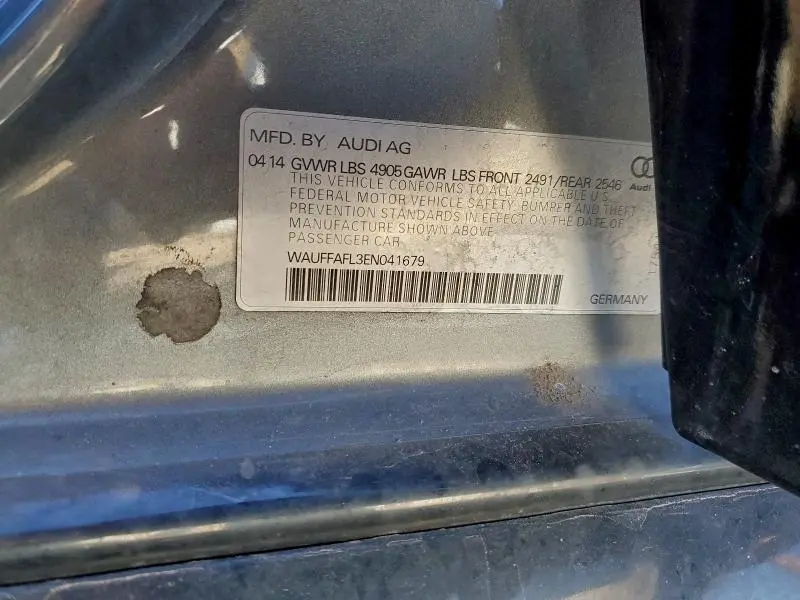 MFD. BY AUDI AG
0414 GVWR LBS 4905 GAWR LBS FRONT 2491/REAR 2546
Audi
THIS VEHICLE CONFORMS TO ALL APPLICABLE U.S.
FEDERAL MOTOR VEHICLE SAFETY, BUMPER AND THEFT
PREVENTION STANDARDS IN EFFECT ON THE DATE OF
MANUFACTURE SHOWN ABOVE
PASSENGER CAR
WAUFFAFL3EN041679
GERMANY